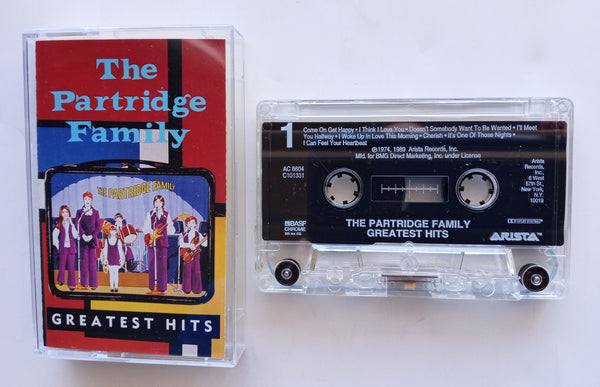 The
Partridge
Family
THE PARTRIDGE FAMILY
GREATEST HITS
1
Come On Get Happy • I Think I Love You • Doesn't Somebody Want To Be Wanted • I'll Meet
You Halfway • I Woke Up In Love This Morning • Cherish • It's One Of Those Nights •
I Can Feel Your Heartbeat
℗1974, 1989 Arista Records, Inc.
Mfd. for BMG Direct Marketing, Inc. under License
AC 8604
C101331
Arista
Records,
Inc.,
6 West
57th St.,
New York,
N.Y.
10019
BASF
CHROME
THE PARTRIDGE FAMILY
GREATEST HITS
ARISTA™